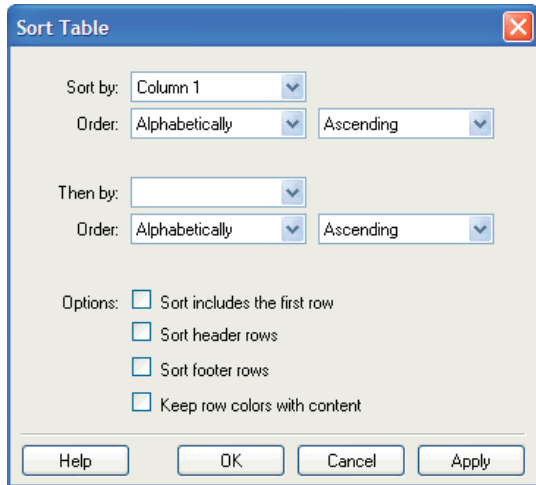 Sort Table
Sort by: Column 1
Order: Alphabetically Ascending
Then by:
Order: Alphabetically Ascending
Options: Sort includes the first row
Sort header rows
Sort footer rows
Keep row colors with content
Help OK Cancel Apply